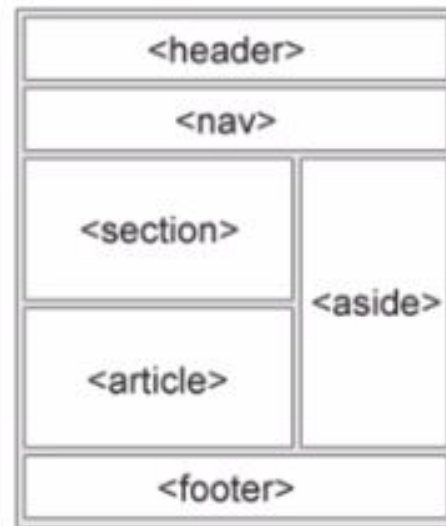 <header>
<nav>
<section>
<aside>
<article>
<footer>